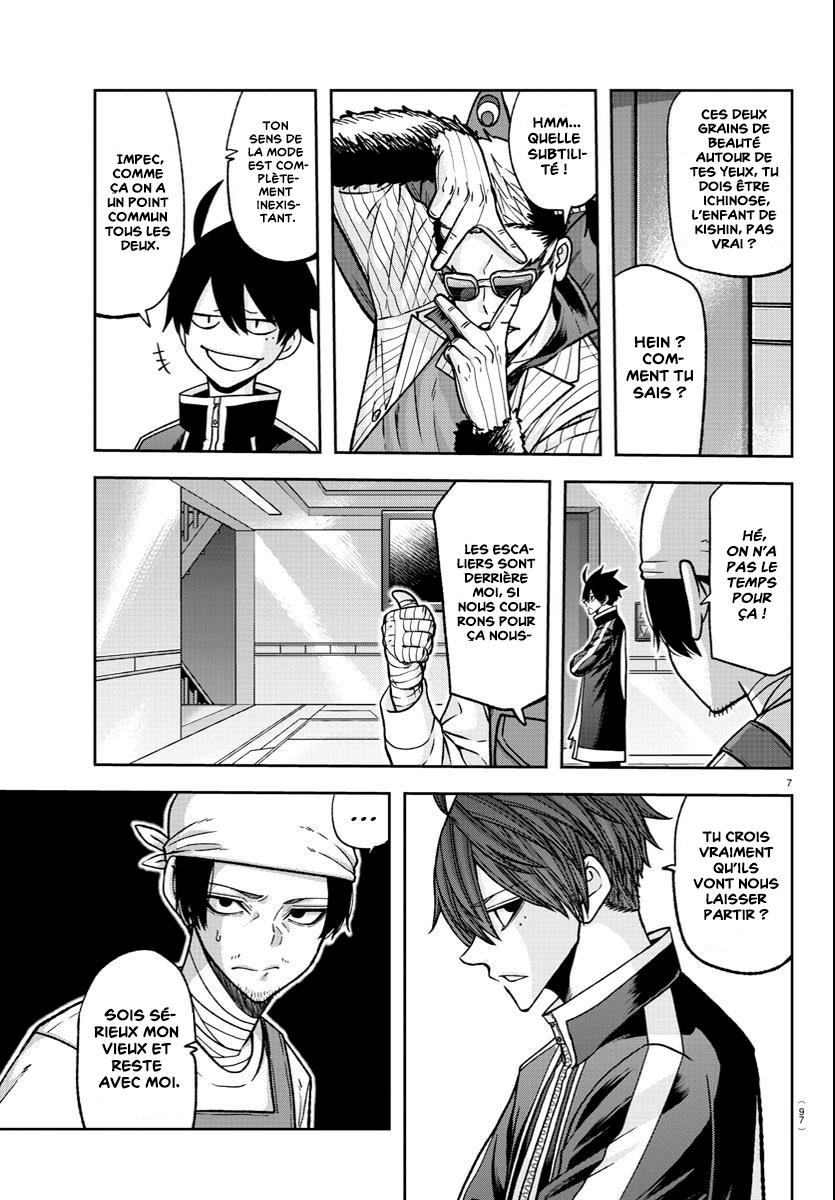 CES DEUX
GRAINS DE
BEAUTÉ
AUTOUR DE
TES YEUX, TU
DOIS ÊTRE
ICHINOSE,
L'ENFANT DE
KISHIN, PAS
VRAI ?
HEIN ?
COM-
MENT TU
SAIS ?
HMM...
QUELLE
SUBTILI-
TÉ !
TON
SENS DE
LA MODE
EST COM-
PLÈTE-
MENT
INEXIS-
TANT.
IMPEC,
COMME
ÇA ON A
UN POINT
COMMUN
TOUS LES
DEUX.
HÉ,
ON N'A
PAS LE
TEMPS
POUR
ÇA !
LES ESCA-
LIERS SONT
DERRIÈRE
MOI, SI
NOUS COUR-
RONS POUR
ÇA NOUS-
7
TU CROIS
VRAIMENT
QU'ILS
VONT NOUS
LAISSER
PARTIR ?
...
SOIS SÉ-
RIEUX MON
VIEUX ET
RESTE
AVEC MOI.
(97)